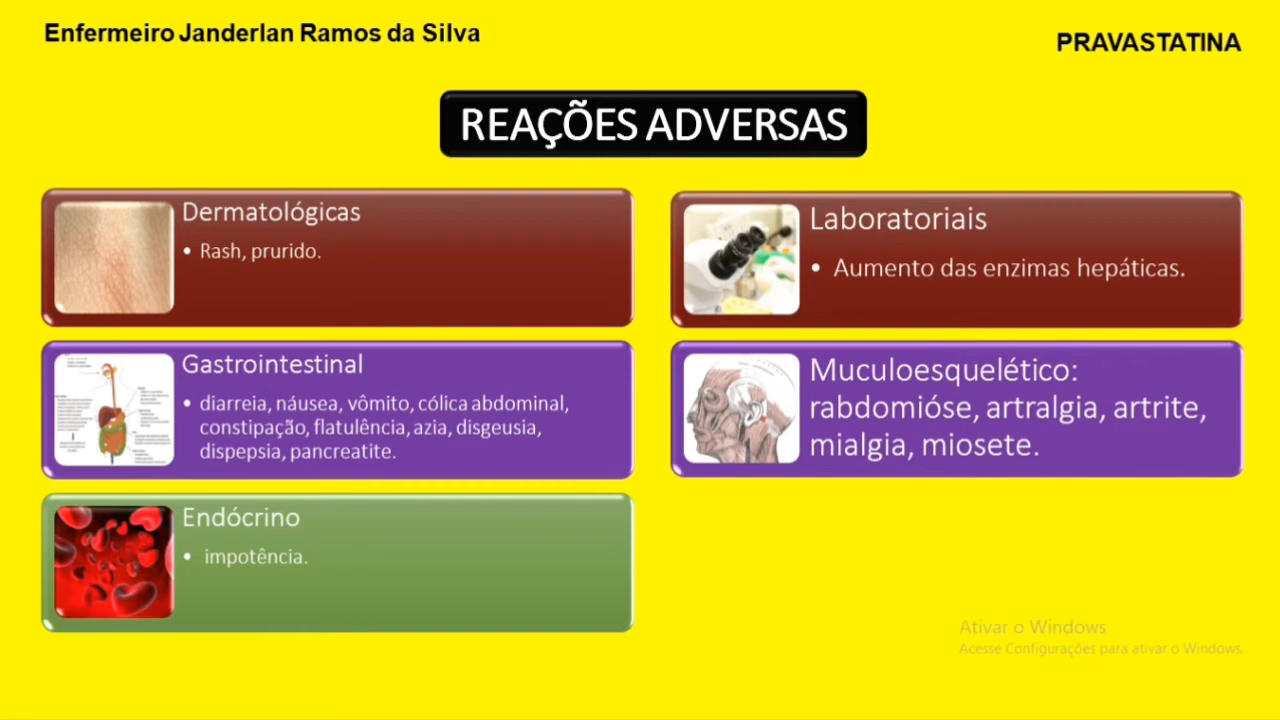 Enfermeiro Janderlan Ramos da Silva
PRAVASTATINA
REAÇÕES ADVERSAS
Dermatológicas
• Rash, prurido.
Gastrointestinal
• diarreia, náusea, vômito, cólica abdominal,
constipação, flatulência, azia, disgeusia,
dispepsia, pancreatite.
Endócrino
• impotência.
Laboratoriais
• Aumento das enzimas hepáticas.
Muculoesquelético:
rabdomióse, artralgia, artrite,
mialgia, miosete.
Ativar o Windows
Acesse Configurações para ativar o Windows.